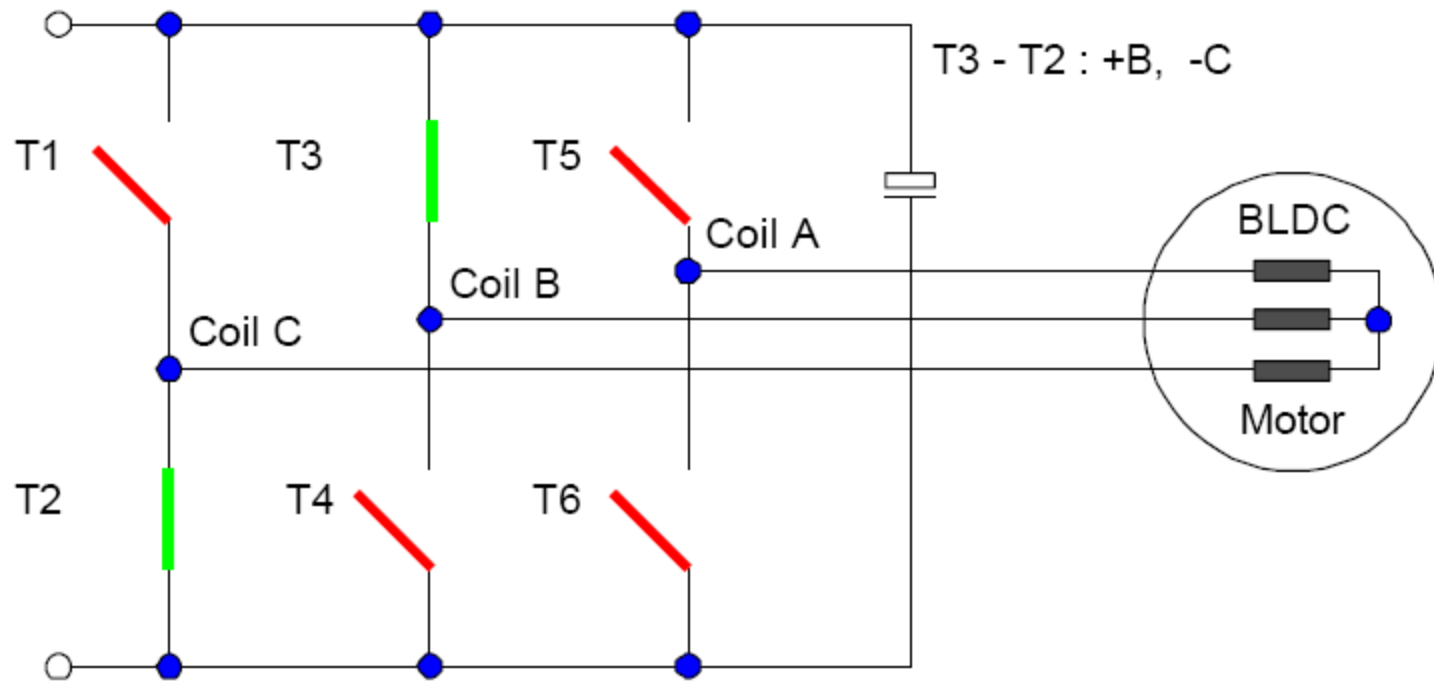 T3 - T2 : +B, -C
T1
T3
T5
Coil A
BLDC
Coil B
Coil C
Motor
T2
T4
T6